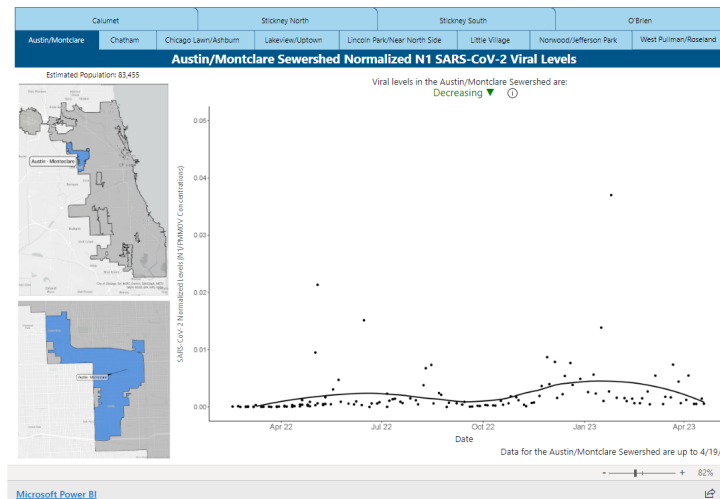 Calumet
Stickney North
Stickney South
O'Brien
Austin/Montclare
Chatham
Chicago Lawn/Ashburn
Lakeview/Uptown
Lincoln Park/Near North Side
Little Village
Norwood/Jefferson Park
West Pullman/Roseland
Austin/Montclare Sewershed Normalized N1 SARS-CoV-2 Viral Levels
Estimated Population: 83,455
Viral levels in the Austin/Montclare Sewershed are:
Decreasing ▼
Austin - Montclare
SARS-CoV-2 Normalized Levels (N1/PMMOV Concentrations)
0.05
0.04
0.03
0.02
0.01
0.00
Apr 22
Jul 22
Oct 22
Jan 23
Apr 23
Date
Data for the Austin/Montclare Sewershed are up to 4/19/
- + 82%
Microsoft Power BI